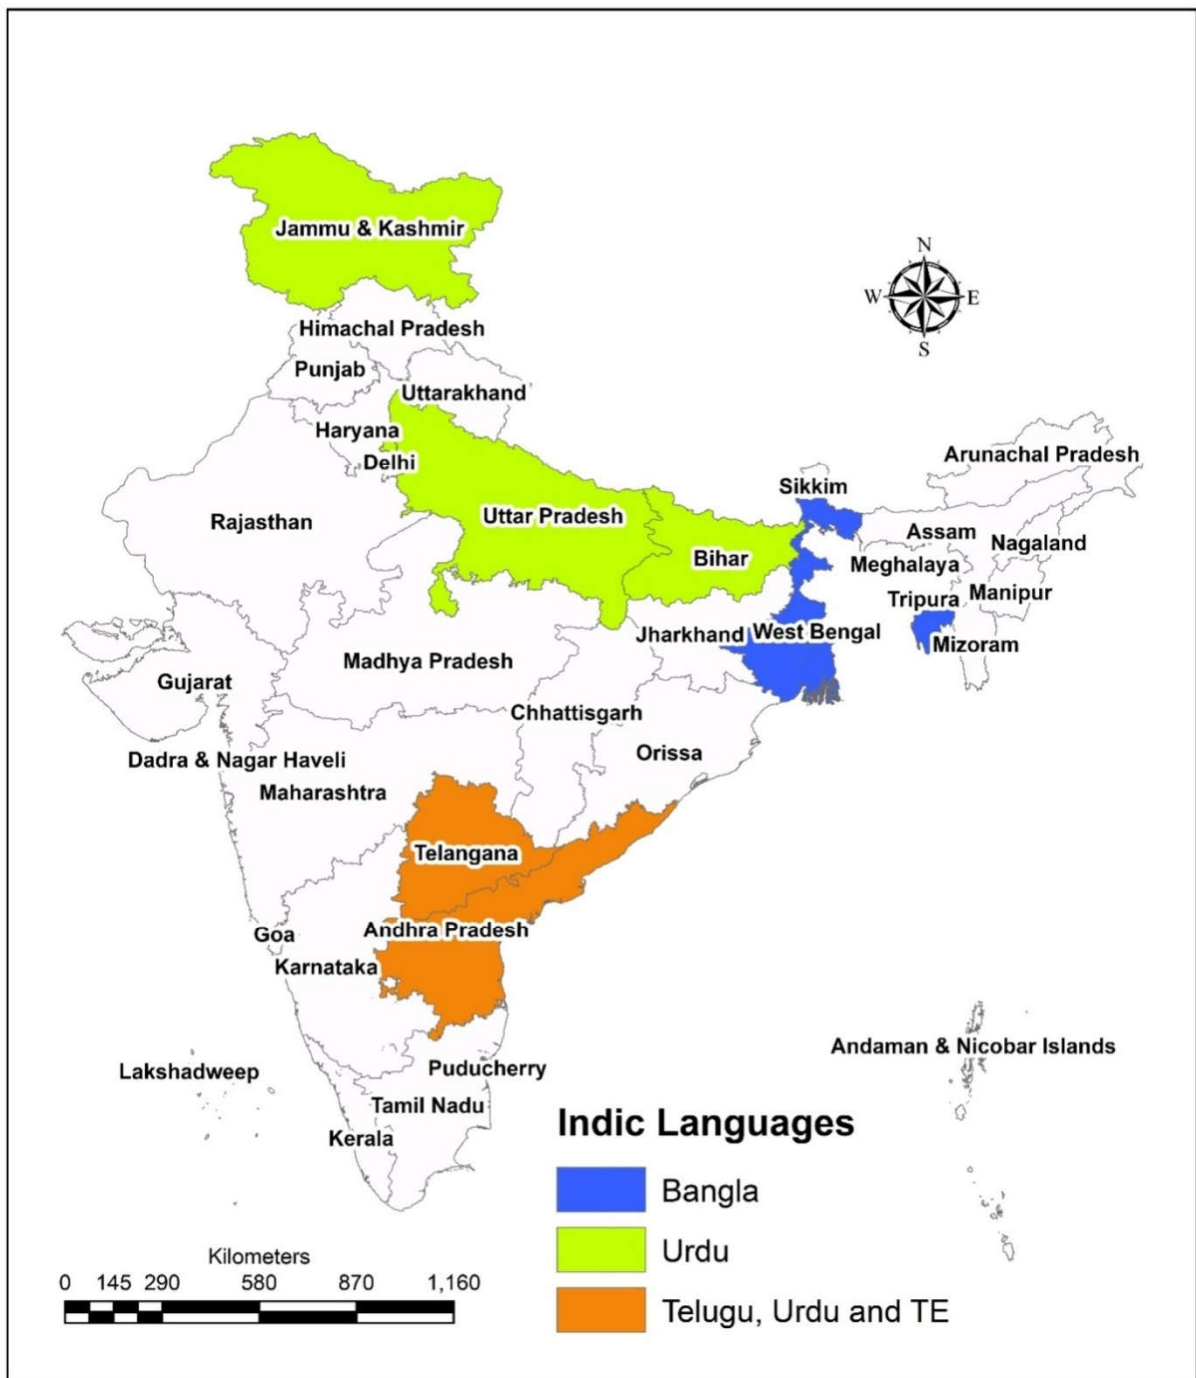 Jammu & Kashmir
N
W
E
S
Himachal Pradesh
Punjab
Uttarakhand
Haryana
Delhi
Arunachal Pradesh
Sikkim
Rajasthan
Uttar Pradesh
Assam
Nagaland
Bihar
Meghalaya
Tripura
Manipur
Jharkhand
West Bengal
Mizoram
Madhya Pradesh
Gujarat
Chhattisgarh
Orissa
Dadra & Nagar Haveli
Maharashtra
Telangana
Goa
Andhra Pradesh
Karnataka
Andaman & Nicobar Islands
Lakshadweep
Puducherry
Tamil Nadu
Kerala
Indic Languages
Bangla
Urdu
Telugu, Urdu and TE
Kilometers
0 145 290 580 870 1,160